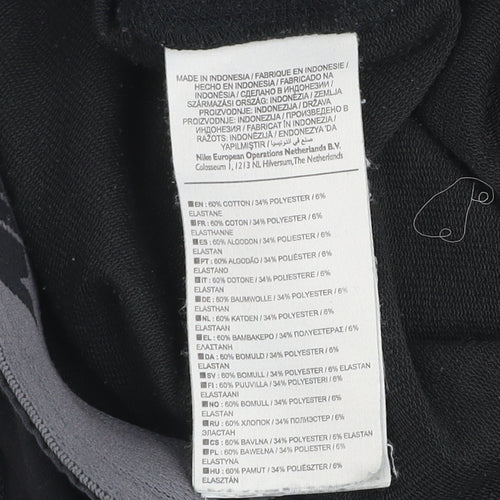 MADE IN INDONESIA / FABRIQUE EN INDONESIE /
HECHO EN INDONESIA / FABRICADO NA
INDONÉSIA / СДЕЛАНО В ИНДОНЕЗИИ /
SZÁRMAZÁSI ORSZÁG: INDONÉZIA / ZEMLJA
PROIZVODNJE: INDONEZIJA / DRŽAVA
PROIZVODNJE: INDONEZIJA / ПРОИЗВЕДЕНО В
ИНДОНЕЗИЯ / FABRICAT ÎN INDONEZIA /
RAŽOTS: INDONĒZIJĀ / ENDONEZYA 'DA
YAPILMIŞTIR / صنع في اندونيسيا
Nike European Operations Netherlands B.V.
Colosseum 1, 1213 NL Hilversum, The Netherlands
EN : 60% COTTON / 34% POLYESTER / 6%
ELASTANE
FR : 60% COTON / 34% POLYESTER / 6%
ELASTHANNE
ES : 60% ALGODON / 34% POLIÉSTER / 6%
ELASTAN
PT : 60% ALGODÃO / 34% POLIÉSTER / 6%
ELASTANO
IT : 60% COTONE / 34% POLIESTERE / 6%
ELASTAN
DE : 60% BAUMWOLLE / 34% POLYESTER / 6%
ELASTHAN
NL : 60% KATOEN / 34% POLYESTER / 6%
ELASTAAN
EL : 60% ΒΑΜΒΑΚΕΡΟ / 34% ΠΟΛΥΕΣΤΕΡΑΣ / 6%
ΕΛΑΣΤΑΝΗ
DA : 60% BOMULD / 34% POLYESTER / 6%
ELASTAN
SV : 60% BOMULL / 34% POLYESTER / 6% ELASTAN
FI : 60% PUUVILLA / 34% POLYESTERI / 6%
ELASTAANI
NO : 60% BOMULL / 34% POLYESTER / 6%
ELASTAN
RU : 60% ХЛОПОК / 34% ПОЛИЭСТЕР / 6%
ЭЛАСТАН
CS : 60% BAVLNA / 34% POLYESTER / 6% ELASTAN
PL : 60% BAWEŁNA / 34% POLIESTER / 6%
ELASTYNA
HU : 60% PAMUT / 34% POLIÉSZTER / 6%
ELASZTÁN